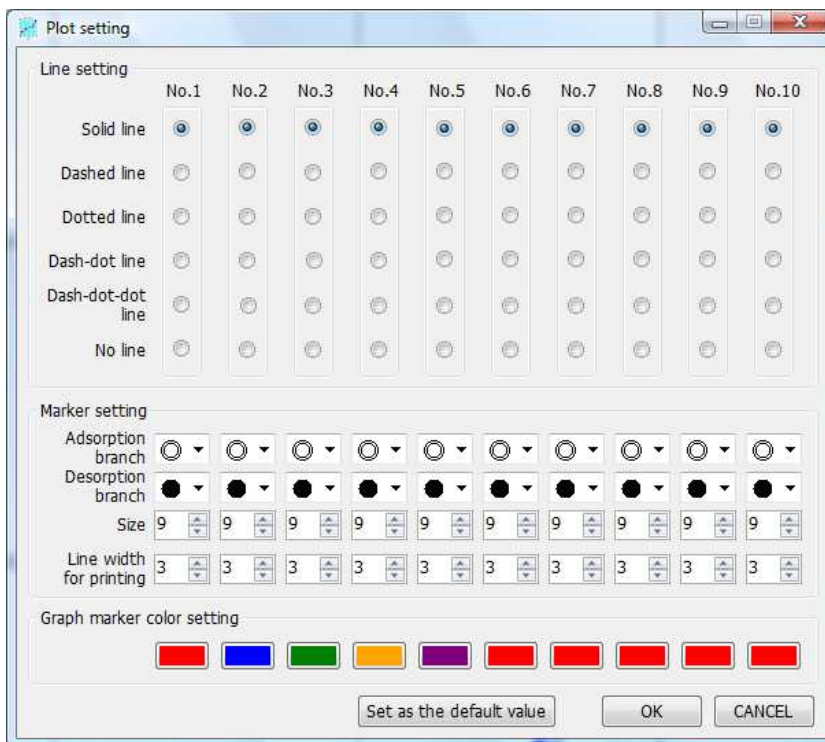 Plot setting
Line setting
No.1 No.2 No.3 No.4 No.5 No.6 No.7 No.8 No.9 No.10
Solid line
Dashed line
Dotted line
Dash-dot line
Dash-dot-dot
line
No line
Marker setting
Adsorption
branch
Desorption
branch
Size 9 9 9 9 9 9 9 9 9 9
Line width
for printing 3 3 3 3 3 3 3 3 3 3
Graph marker color setting
Set as the default value OK CANCEL